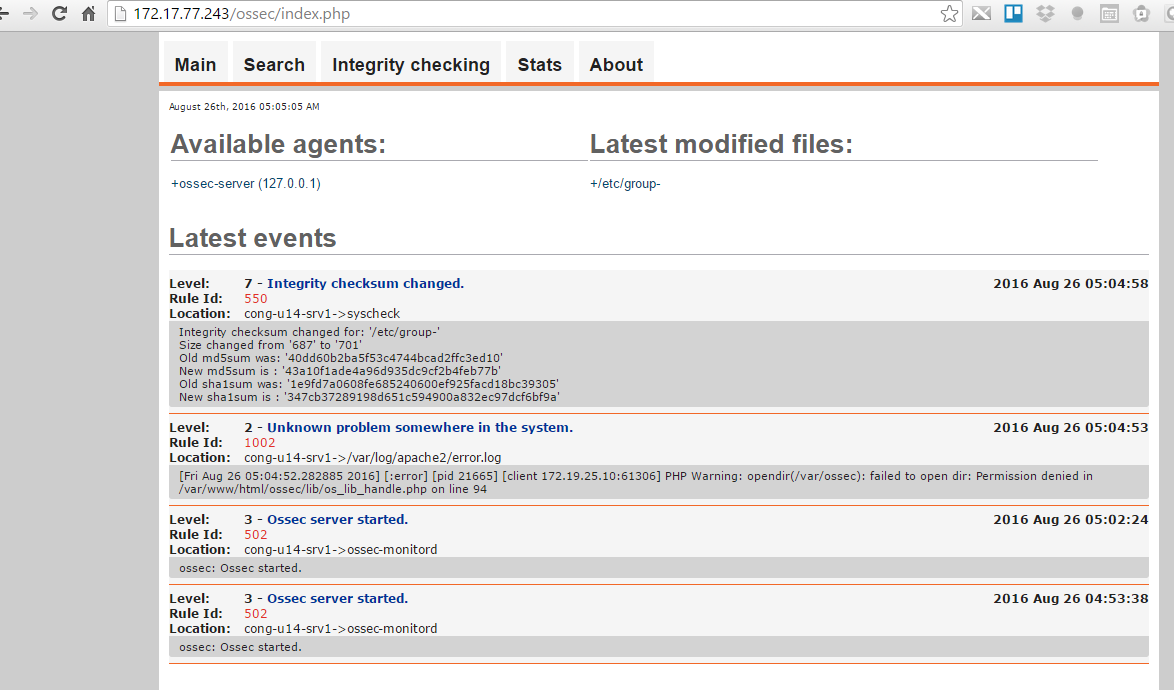 172.17.77.243/ossec/index.php
Main Search Integrity checking Stats About
August 26th, 2016 05:05:05 AM
Available agents:
+ossec-server (127.0.0.1)
Latest modified files:
+/etc/group-
Latest events
Level: 7 - Integrity checksum changed. 2016 Aug 26 05:04:58
Rule Id: 550
Location: cong-u14-srv1->syscheck
Integrity checksum changed for: '/etc/group-'
Size changed from '687' to '701'
Old md5sum was: '40dd60b2ba5f53c4744bcad2ffc3ed10'
New md5sum is : '43a10f1ade4a96d935dc9cf2b4feb77b'
Old sha1sum was: '1e9fd7a0608fe685240600ef925facd18bc39305'
New sha1sum is : '347cb37289198d651c594900a832ec97dcf6bf9a'
Level: 2 - Unknown problem somewhere in the system. 2016 Aug 26 05:04:53
Rule Id: 1002
Location: cong-u14-srv1->/var/log/apache2/error.log
[Fri Aug 26 05:04:52.282885 2016] [:error] [pid 21665] [client 172.19.25.10:61306] PHP Warning: opendir(/var/ossec): failed to open dir: Permission denied in
/var/www/html/ossec/lib/os_lib_handle.php on line 94
Level: 3 - Ossec server started. 2016 Aug 26 05:02:24
Rule Id: 502
Location: cong-u14-srv1->ossec-monitord
ossec: Ossec started.
Level: 3 - Ossec server started. 2016 Aug 26 04:53:38
Rule Id: 502
Location: cong-u14-srv1->ossec-monitord
ossec: Ossec started.